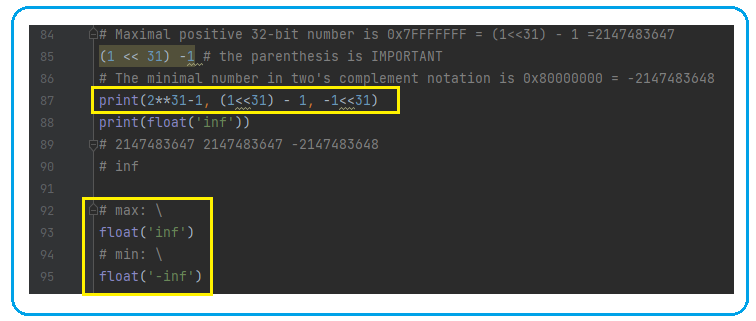 84 # Maximal positive 32-bit number is 0x7FFFFFFF = (1<<31) - 1 =2147483647
85 (1 << 31) -1 # the parenthesis is IMPORTANT
86 # The minimal number in two's complement notation is 0x80000000 = -2147483648
87 print(2**31-1, (1<<31) - 1, -1<<31)
88 print(float('inf'))
89 # 2147483647 2147483647 -2147483648
90 # inf
91
92 # max: \
93 float('inf')
94 # min: \
95 float('-inf')